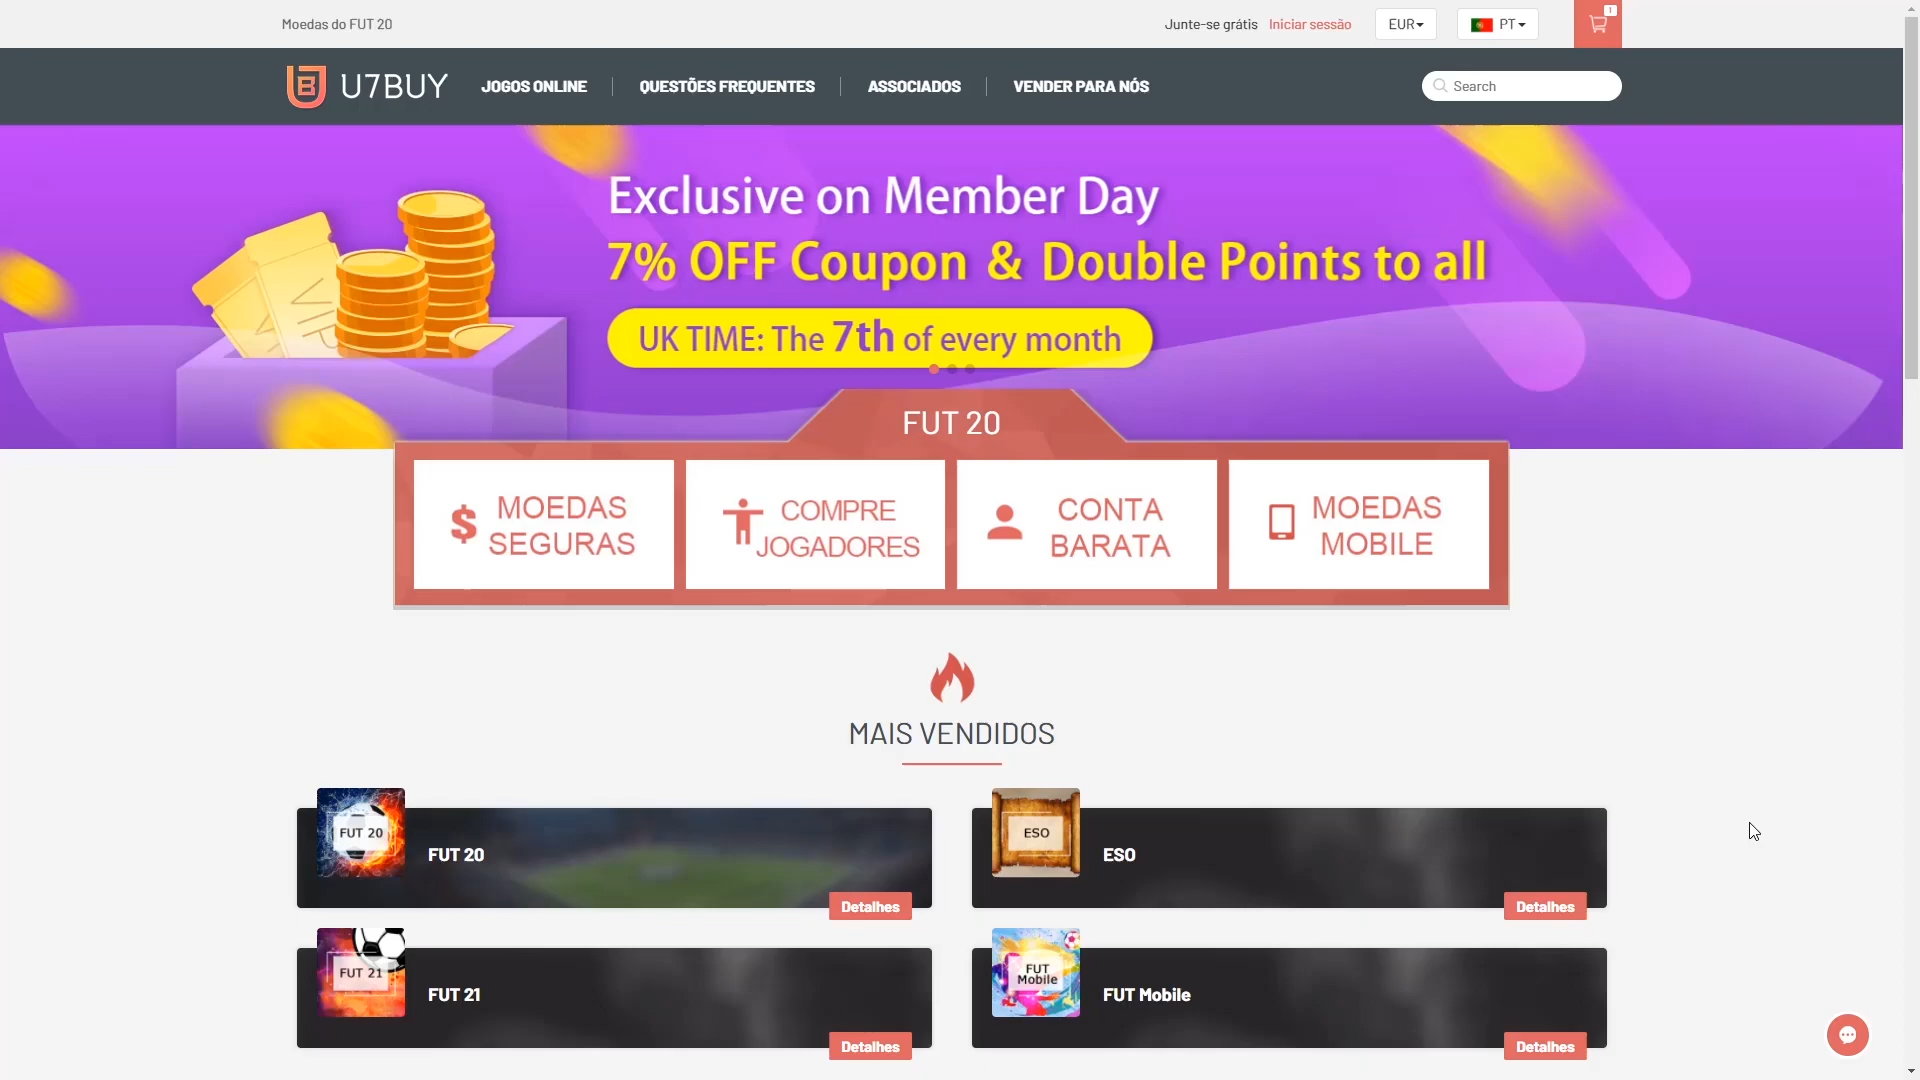 Moedas do FUT 20
Junte-se grátis Iniciar sessão
EUR
PT
1
U7BUY
JOGOS ONLINE
QUESTÕES FREQUENTES
ASSOCIADOS
VENDER PARA NÓS
Search
VIP
Exclusive on Member Day
7% OFF Coupon & Double Points to all
UK TIME: The 7th of every month
FUT 20
$ MOEDAS
SEGURAS
COMPRE
JOGADORES
CONTA
BARATA
MOEDAS
MOBILE
MAIS VENDIDOS
FUT 20
FUT 20
Detalhes
ESO
ESO
Detalhes
FUT 21
FUT 21
Detalhes
FUT
Mobile
FUT Mobile
Detalhes